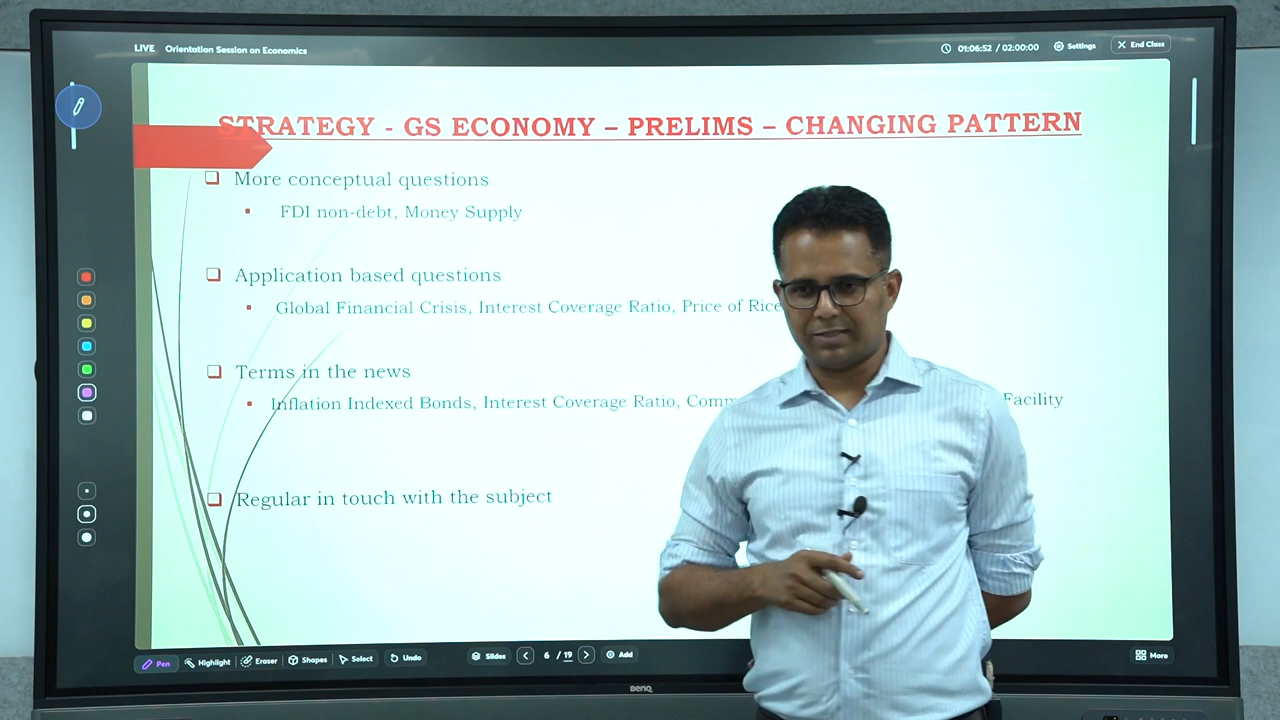 LIVE Orientation Session on Economics
01:06:52 / 02:00:00 Settings End Class
STRATEGY - GS ECONOMY – PRELIMS – CHANGING PATTERN
More conceptual questions
FDI non-debt, Money Supply
Application based questions
Global Financial Crisis, Interest Coverage Ratio, Price of Rice
Terms in the news
Inflation Indexed Bonds, Interest Coverage Ratio, Facility
Regular in touch with the subject
Pen Highlight Eraser Shapes Select Undo Slides 6 / 19 Add More
BenQ